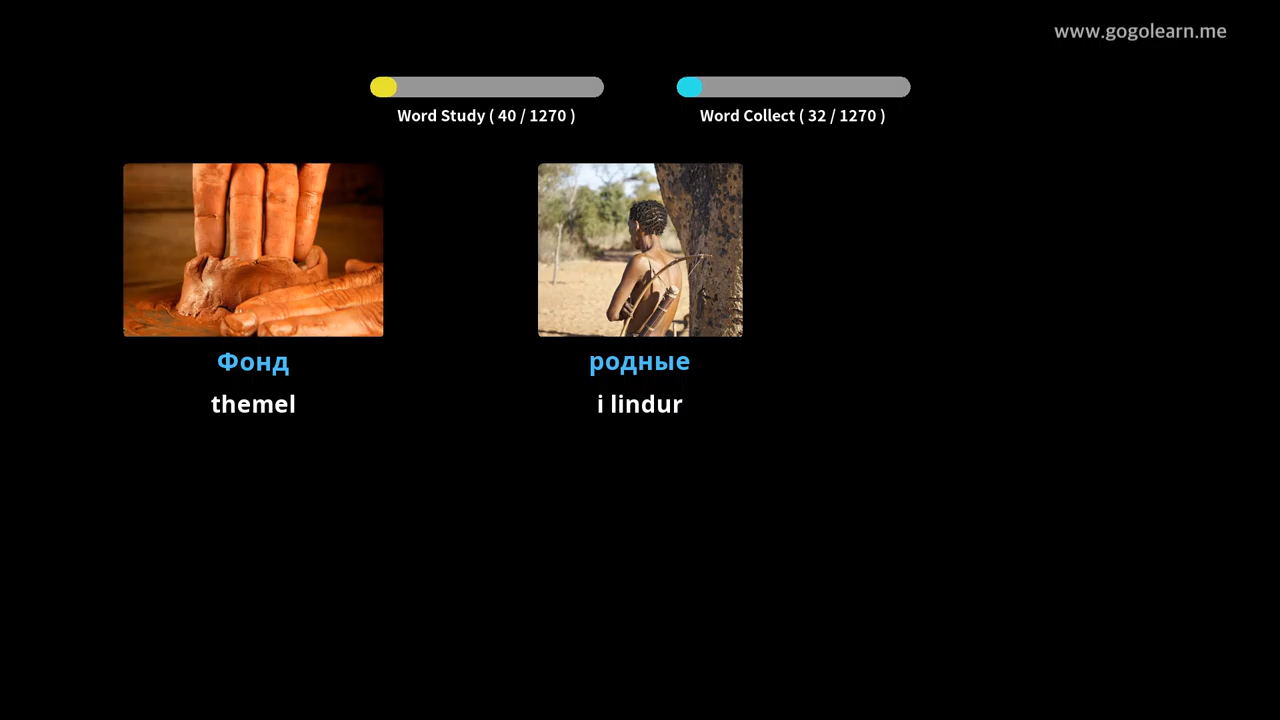 www.gogolearn.me
Word Study ( 40 / 1270 )
Word Collect ( 32 / 1270 )
Фонд
родные
themel
i lindur